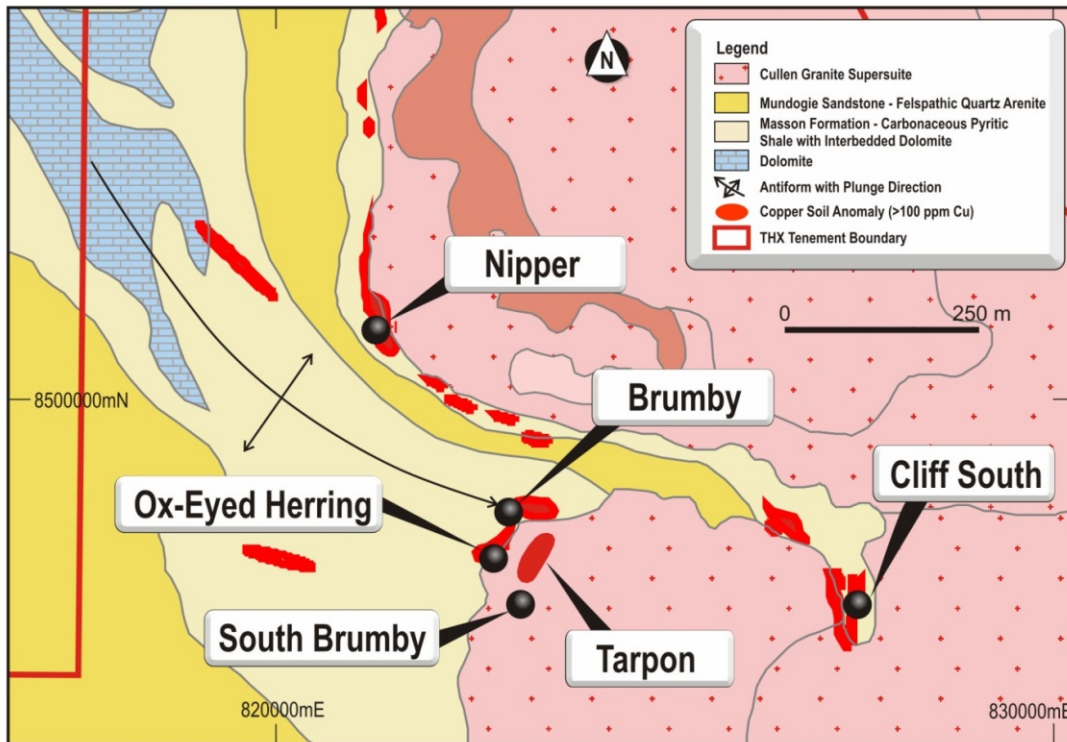 N
Legend
Cullen Granite Supersuite
Mundogie Sandstone - Felspathic Quartz Arenite
Masson Formation - Carbonaceous Pyritic
Shale with Interbedded Dolomite
Dolomite
Antiform with Plunge Direction
Copper Soil Anomaly (>100 ppm Cu)
THX Tenement Boundary
Nipper
0 250 m
8500000mN
Brumby
Cliff South
Ox-Eyed Herring
South Brumby
Tarpon
820000mE
830000mE